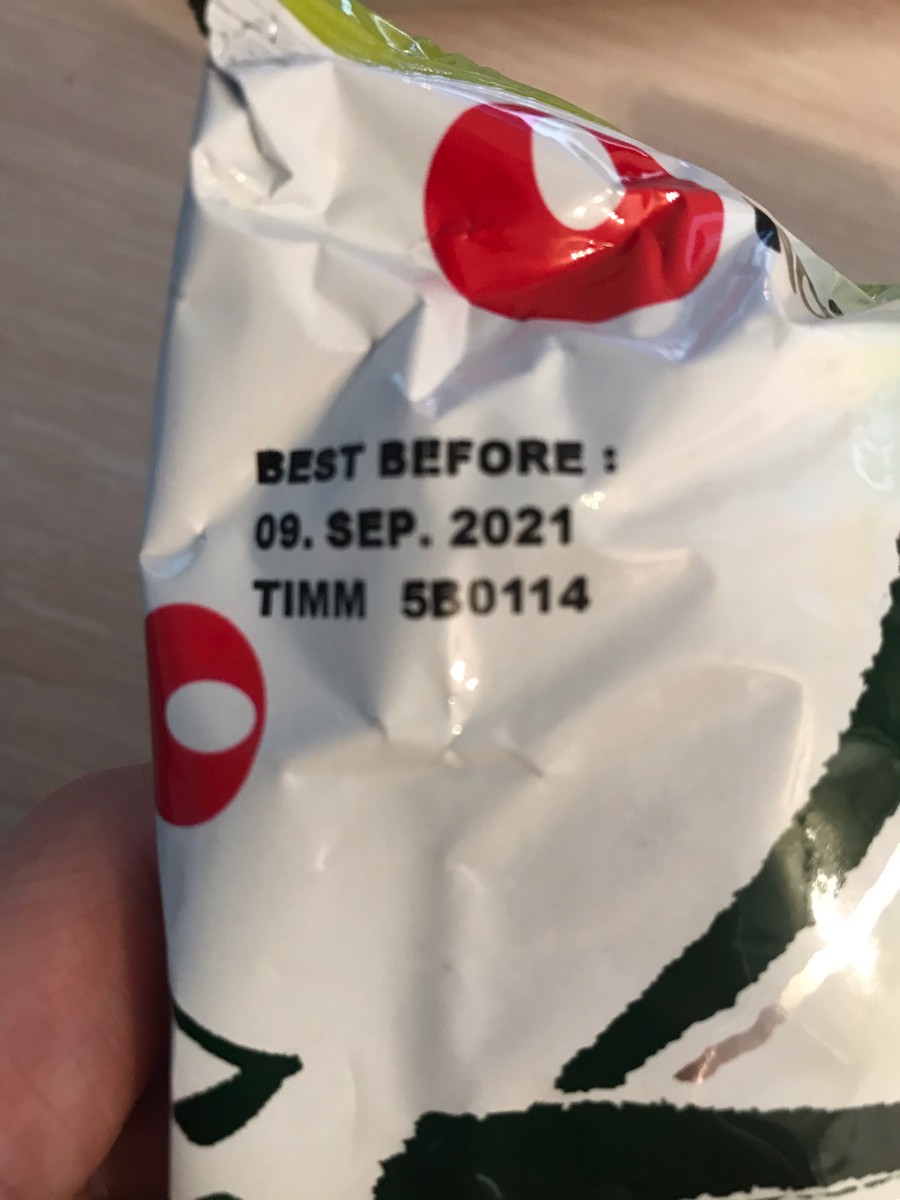 BEST BEFORE :
09. SEP. 2021
TIMM 5B0114